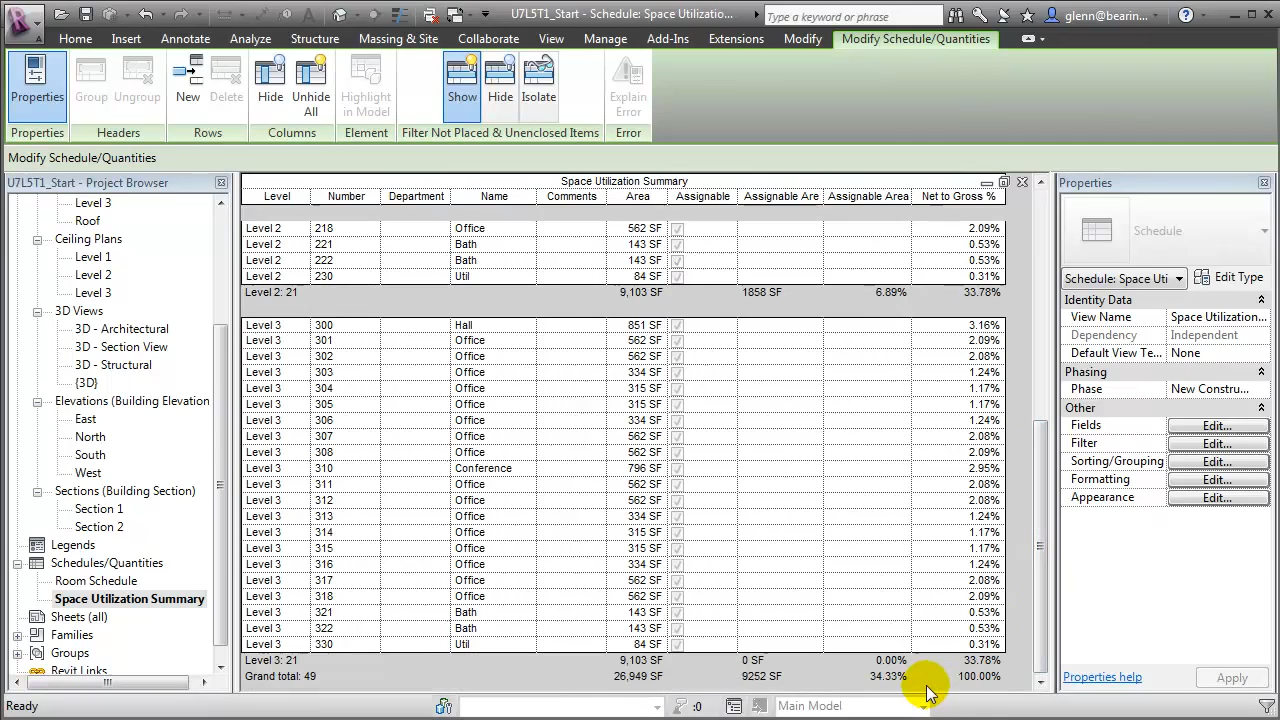 U7L5T1_Start - Schedule: Space Utilizatio...
Type a keyword or phrase
glenn@bearin...
Home Insert Annotate Analyze Structure Massing & Site Collaborate View Manage Add-Ins Extensions Modify Modify Schedule/Quantities
Properties Group Ungroup New Delete Hide Unhide All Highlight in Model Show Hide Isolate Explain Error
Properties Headers Rows Columns Element Filter Not Placed & Unenclosed Items Error
Modify Schedule/Quantities
U7L5T1_Start - Project Browser
Level 3
Roof
Ceiling Plans
Level 1
Level 2
Level 3
3D Views
3D - Architectural
3D - Section View
3D - Structural
{3D}
Elevations (Building Elevation
East
North
South
West
Sections (Building Section)
Section 1
Section 2
Legends
Schedules/Quantities
Room Schedule
Space Utilization Summary
Sheets (all)
Families
Groups
Revit Links
Space Utilization Summary
Level Number Department Name Comments Area Assignable Assignable Are Assignable Area Net to Gross %
Level 2 218 Office 562 SF 2.09%
Level 2 221 Bath 143 SF 0.53%
Level 2 222 Bath 143 SF 0.53%
Level 2 230 Util 84 SF 0.31%
Level 2: 21 9,103 SF 1858 SF 6.89% 33.78%
Level 3 300 Hall 851 SF 3.16%
Level 3 301 Office 562 SF 2.09%
Level 3 302 Office 562 SF 2.08%
Level 3 303 Office 334 SF 1.24%
Level 3 304 Office 315 SF 1.17%
Level 3 305 Office 315 SF 1.17%
Level 3 306 Office 334 SF 1.24%
Level 3 307 Office 562 SF 2.08%
Level 3 308 Office 562 SF 2.09%
Level 3 310 Conference 796 SF 2.95%
Level 3 311 Office 562 SF 2.08%
Level 3 312 Office 562 SF 2.08%
Level 3 313 Office 334 SF 1.24%
Level 3 314 Office 315 SF 1.17%
Level 3 315 Office 315 SF 1.17%
Level 3 316 Office 334 SF 1.24%
Level 3 317 Office 562 SF 2.08%
Level 3 318 Office 562 SF 2.09%
Level 3 321 Bath 143 SF 0.53%
Level 3 322 Bath 143 SF 0.53%
Level 3 330 Util 84 SF 0.31%
Level 3: 21 9,103 SF 0 SF 0.00% 33.78%
Grand total: 49 26,949 SF 9252 SF 34.33% 100.00%
Properties
Schedule
Schedule: Space Uti Edit Type
Identity Data
View Name Space Utilization...
Dependency Independent
Default View Te... None
Phasing
Phase New Constru...
Other
Fields Edit...
Filter Edit...
Sorting/Grouping Edit...
Formatting Edit...
Appearance Edit...
Properties help Apply
Ready :0 Main Model